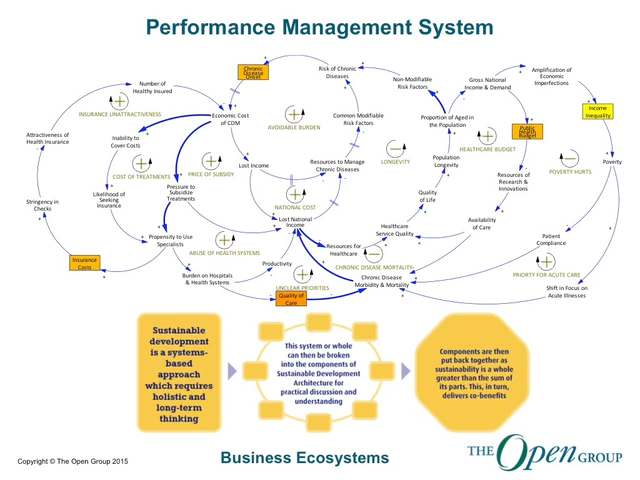 Performance Management System
Chronic
Disease
Onset
Risk of Chronic
Diseases
Non-Modifiable
Risk Factors
Gross National
Income & Demand
Amplification of
Economic
Imperfections
Number of
Healthy Insured
INSURANCE UNATTRACTIVENESS
Economic Cost
of CDM
AVOIDABLE BURDEN
Common Modifiable
Risk Factors
Proportion of Aged in
the Population
Income
Inequality
Attractiveness of
Health Insurance
Inability to
Cover Costs
HEALTHCARE BUDGET
Public
Health
Budget
COST OF TREATMENTS
PRICE OF SUBSIDY
Lost Income
Resources to Manage
Chronic Diseases
LONGEVITY
Population
Longevity
POVERTY HURTS
Poverty
Resources of
Research &
Innovations
Stringency in
Checks
Likelihood of
Seeking
Insurance
Pressure to
Subsidize
Treatments
NATIONAL COST
Quality
of Life
Lost National
Income
Healthcare
Service Quality
Availability
of Care
Propensity to Use
Specialists
ABUSE OF HEALTH SYSTEMS
Resources for
Healthcare
Patient
Compliance
Insurance
Costs
Productivity
CHRONIC DISEASE MORTALITY
PRIORTY FOR ACUTE CARE
Burden on Hospitals
& Health Systems
UNCLEAR PRIORITIES
Chronic Disease
Morbidity & Mortality
Shift in Focus on
Acute Illnesses
Quality of
Care
Sustainable
development
is a systems-
based
approach
which requires
holistic and
long-term
thinking
This system or whole
can then be broken
into the components of
Sustainable Development
Architecture for
practical discussion and
understanding
Components are then
put back together as
sustainability is a whole
greater than the sum of
its parts. This, in turn,
delivers co-benefits
Copyright © The Open Group 2015
Business Ecosystems
THE Open GROUP